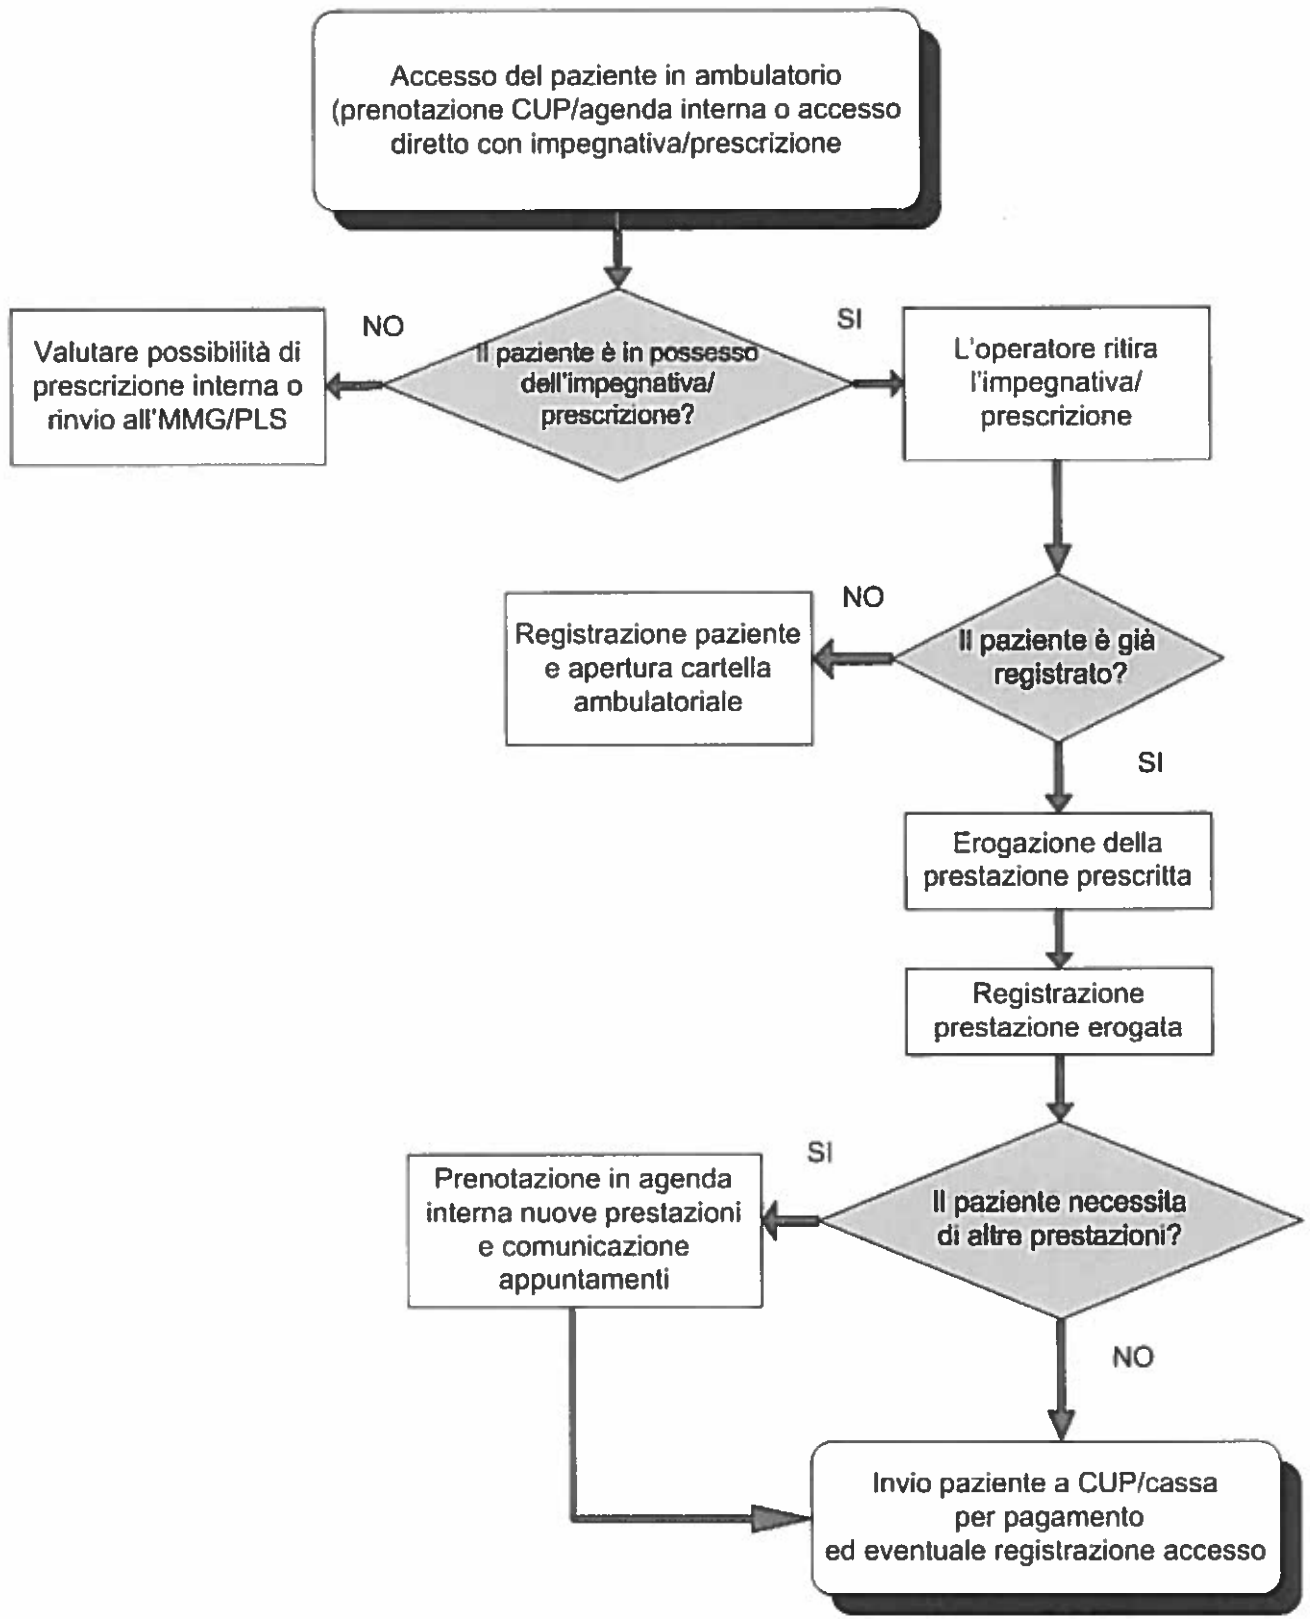 Accesso del paziente in ambulatorio
(prenotazione CUP/agenda interna o accesso
diretto con impegnativa/prescrizione
NO
SI
Valutare possibilità di
prescrizione interna o
rinvio all'MMG/PLS
Il paziente è in possesso
dell'impegnativa/
prescrizione?
L'operatore ritira
l'impegnativa/
prescrizione
NO
Registrazione paziente
e apertura cartella
ambulatoriale
Il paziente è già
registrato?
SI
Erogazione della
prestazione prescritta
Registrazione
prestazione erogata
SI
Prenotazione in agenda
interna nuove prestazioni
e comunicazione
appuntamenti
Il paziente necessita
di altre prestazioni?
NO
Invio paziente a CUP/cassa
per pagamento
ed eventuale registrazione accesso